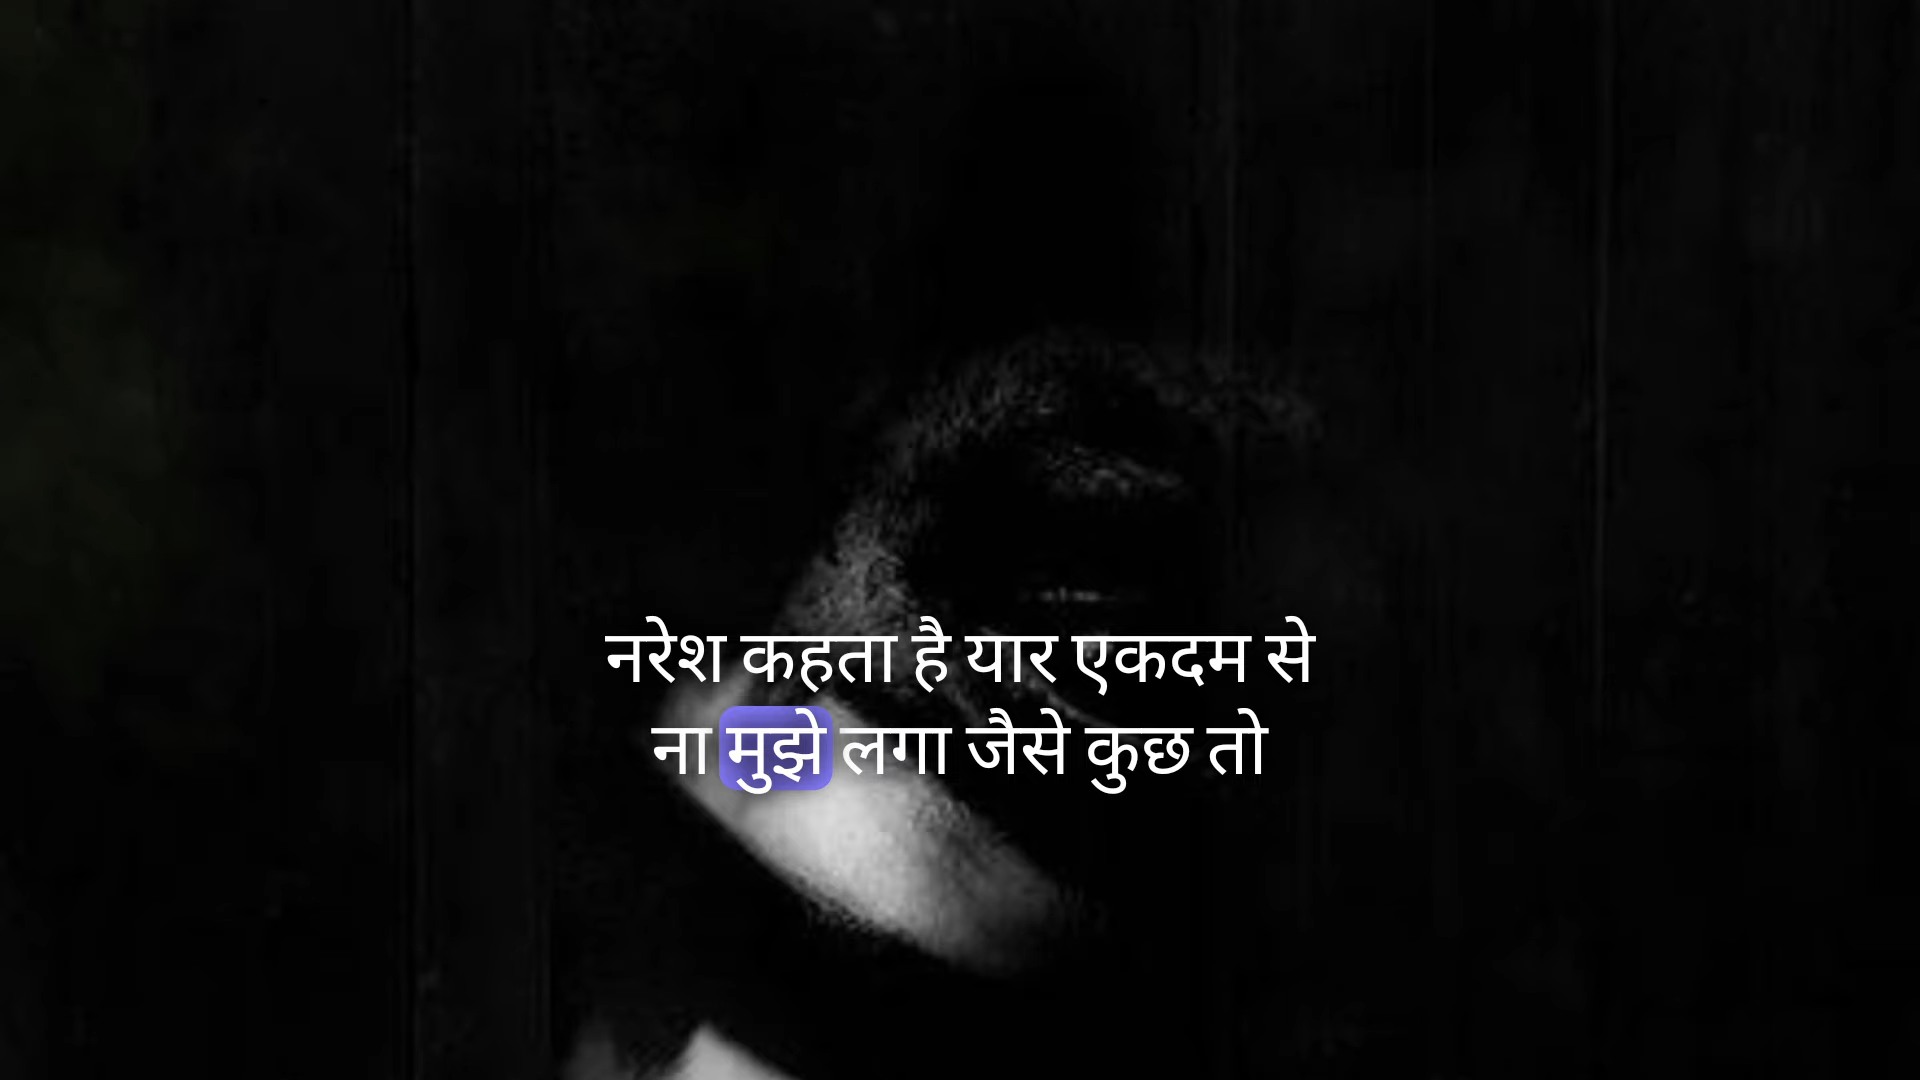 नरेश कहता है यार एकदम से
ना मुझे लगा जैसे कुछ तो